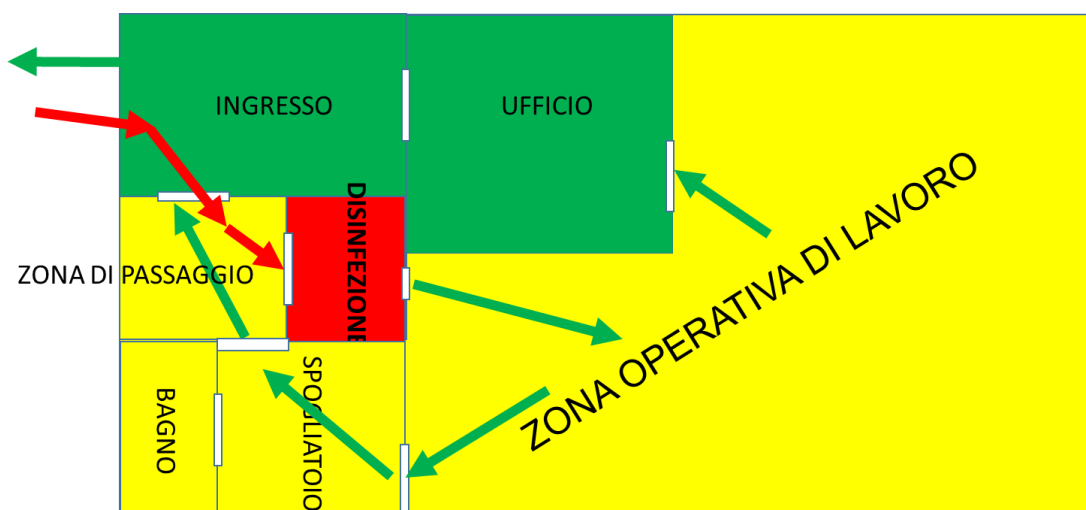 INGRESSO
UFFICIO
DISINFEZIONE
ZONA DI PASSAGGIO
ZONA OPERATIVA DI LAVORO
BAGNO
SPOGLIATOIO